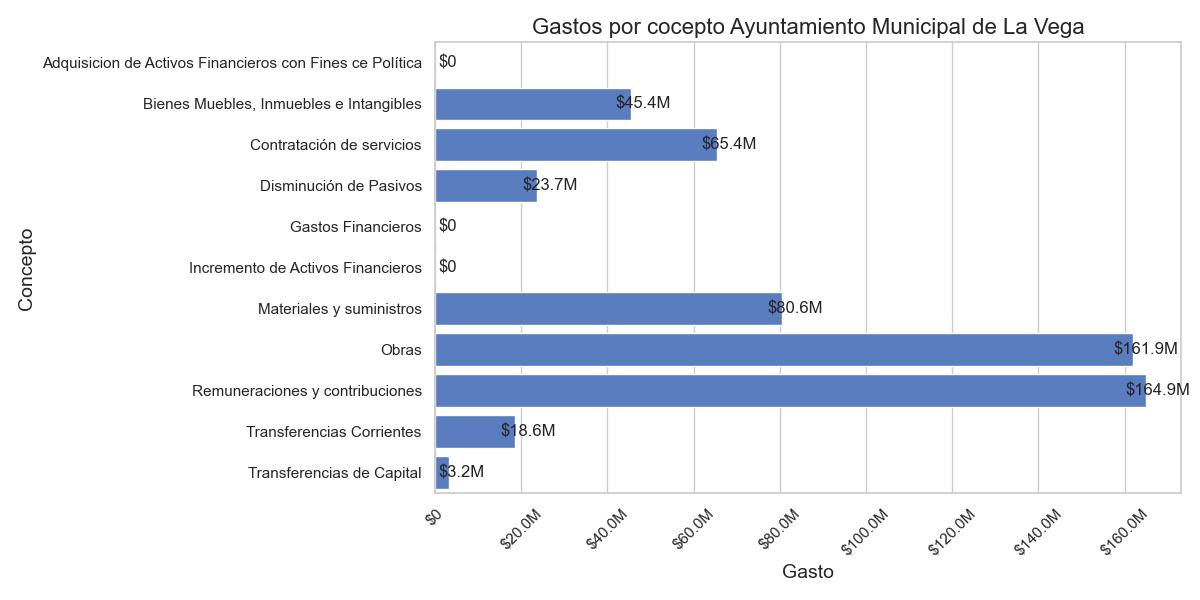 Gastos por cocepto Ayuntamiento Municipal de La Vega
Adquisicion de Activos Financieros con Fines ce Política $0
Bienes Muebles, Inmuebles e Intangibles $45.4M
Contratación de servicios $65.4M
Disminución de Pasivos $23.7M
Gastos Financieros $0
Incremento de Activos Financieros $0
Materiales y suministros $80.6M
Obras $161.9M
Remuneraciones y contribuciones $164.9M
Transferencias Corrientes $18.6M
Transferencias de Capital $3.2M
Concepto
$0 $20.0M $40.0M $60.0M $80.0M $100.0M $120.0M $140.0M $160.0M
Gasto